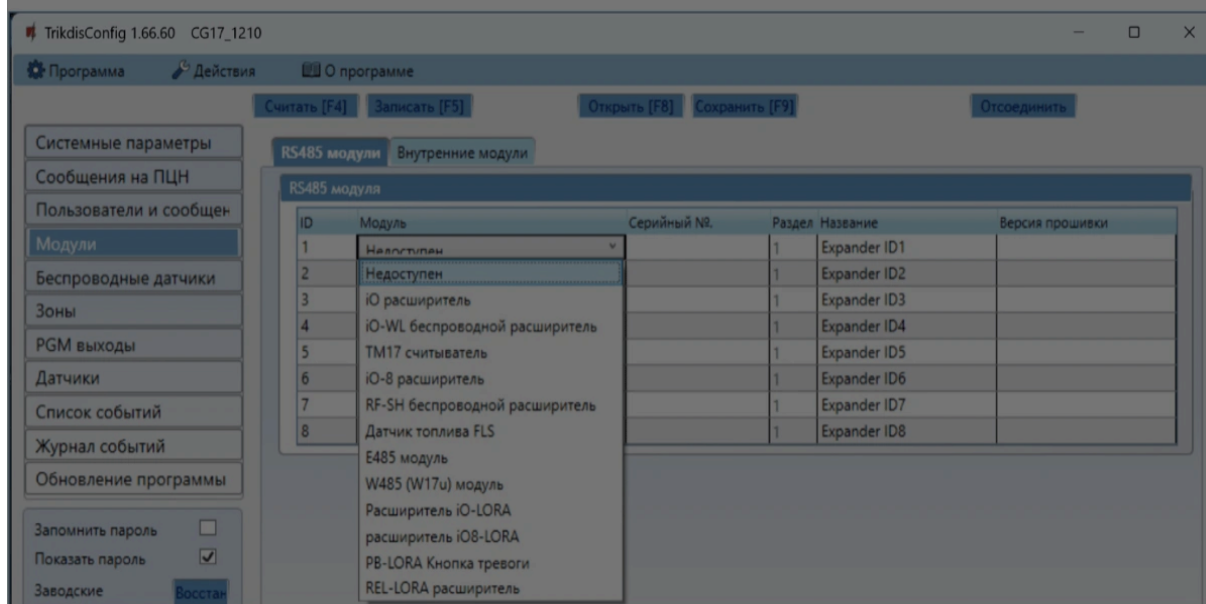 TrikdisConfig 1.66.60 CG17_1210
Программа Действия О программе
Считать [F4] Записать [F5] Открыть [F8] Сохранить [F9] Отсоединить
Системные параметры
Сообщения на ПЦН
Пользователи и сообщен
Модули
Беспроводные датчики
Зоны
PGM выходы
Датчики
Список событий
Журнал событий
Обновление программы
Запомнить пароль
Показать пароль
Заводские Восстан
RS485 модули Внутренние модули
RS485 модуля
ID Модуль Серийный №. Раздел Название Версия прошивки
1 Недоступен 1 Expander ID1
2 1 Expander ID2
3 1 Expander ID3
4 1 Expander ID4
5 1 Expander ID5
6 1 Expander ID6
7 1 Expander ID7
8 1 Expander ID8
Недоступен
iO расширитель
iO-WL беспроводной расширитель
TM17 считыватель
iO-8 расширитель
RF-SH беспроводной расширитель
Датчик топлива FLS
E485 модуль
W485 (W17u) модуль
Расширитель iO-LORA
расширитель iO8-LORA
PB-LORA Кнопка тревоги
REL-LORA расширитель